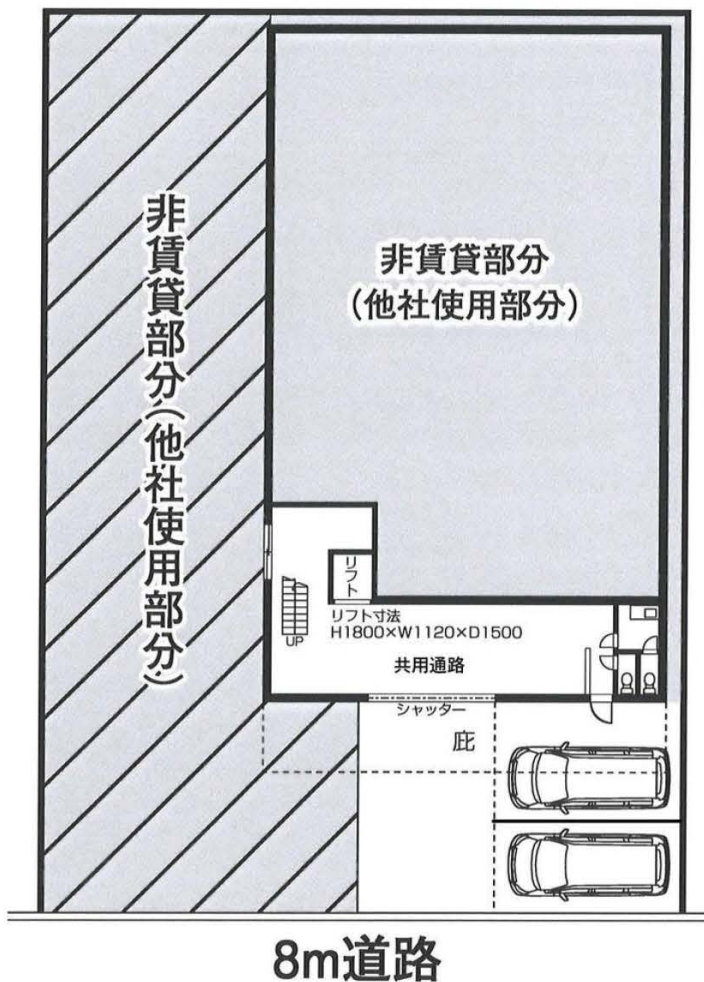 非賃貸部分
(他社使用部分)
非賃貸部分(他社使用部分)
リフト
リフト寸法
H1800×W1120×D1500
UP
共用通路
シャッター
庇
8m道路